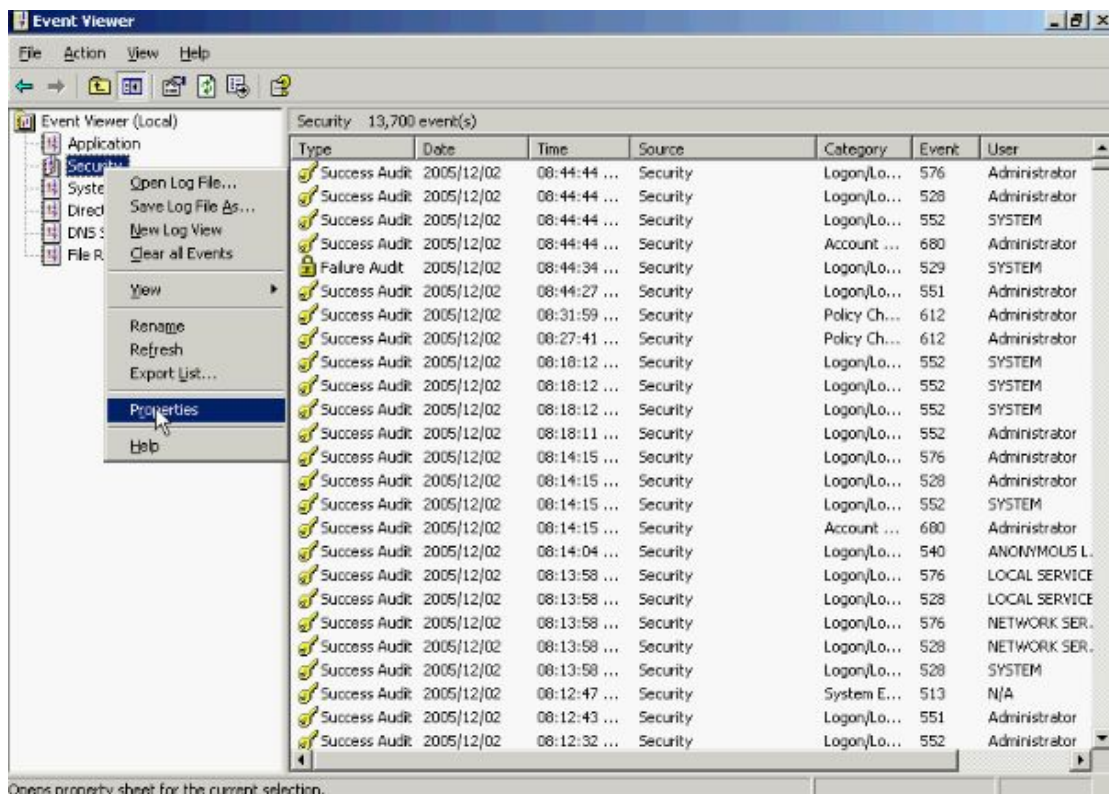 Event Viewer
File Action View Help
Event Viewer (Local)
Application
Security
Syste
Direct
DNS S
File R
Open Log File...
Save Log File As...
New Log View
Clear all Events
View
Rename
Refresh
Export List...
Properties
Help
Security 13,700 event(s)
Type Date Time Source Category Event User
Success Audit 2005/12/02 08:44:44 ... Security Logon/Lo... 576 Administrator
Success Audit 2005/12/02 08:44:44 ... Security Logon/Lo... 528 Administrator
Success Audit 2005/12/02 08:44:44 ... Security Logon/Lo... 552 SYSTEM
Success Audit 2005/12/02 08:44:44 ... Security Account ... 680 Administrator
Failure Audit 2005/12/02 08:44:34 ... Security Logon/Lo... 529 SYSTEM
Success Audit 2005/12/02 08:44:27 ... Security Logon/Lo... 551 Administrator
Success Audit 2005/12/02 08:31:59 ... Security Policy Ch... 612 Administrator
Success Audit 2005/12/02 08:27:41 ... Security Policy Ch... 612 Administrator
Success Audit 2005/12/02 08:18:12 ... Security Logon/Lo... 552 SYSTEM
Success Audit 2005/12/02 08:18:12 ... Security Logon/Lo... 552 SYSTEM
Success Audit 2005/12/02 08:18:12 ... Security Logon/Lo... 552 SYSTEM
Success Audit 2005/12/02 08:18:11 ... Security Logon/Lo... 552 Administrator
Success Audit 2005/12/02 08:14:15 ... Security Logon/Lo... 576 Administrator
Success Audit 2005/12/02 08:14:15 ... Security Logon/Lo... 528 Administrator
Success Audit 2005/12/02 08:14:15 ... Security Logon/Lo... 552 SYSTEM
Success Audit 2005/12/02 08:14:15 ... Security Account ... 680 Administrator
Success Audit 2005/12/02 08:14:04 ... Security Logon/Lo... 540 ANONYMOUS L.
Success Audit 2005/12/02 08:13:58 ... Security Logon/Lo... 576 LOCAL SERVICE
Success Audit 2005/12/02 08:13:58 ... Security Logon/Lo... 528 LOCAL SERVICE
Success Audit 2005/12/02 08:13:58 ... Security Logon/Lo... 576 NETWORK SER.
Success Audit 2005/12/02 08:13:58 ... Security Logon/Lo... 528 NETWORK SER.
Success Audit 2005/12/02 08:13:58 ... Security Logon/Lo... 528 SYSTEM
Success Audit 2005/12/02 08:12:47 ... Security System E... 513 N/A
Success Audit 2005/12/02 08:12:43 ... Security Logon/Lo... 551 Administrator
Success Audit 2005/12/02 08:12:32 ... Security Logon/Lo... 552 Administrator
Opens property sheet for the current selection.